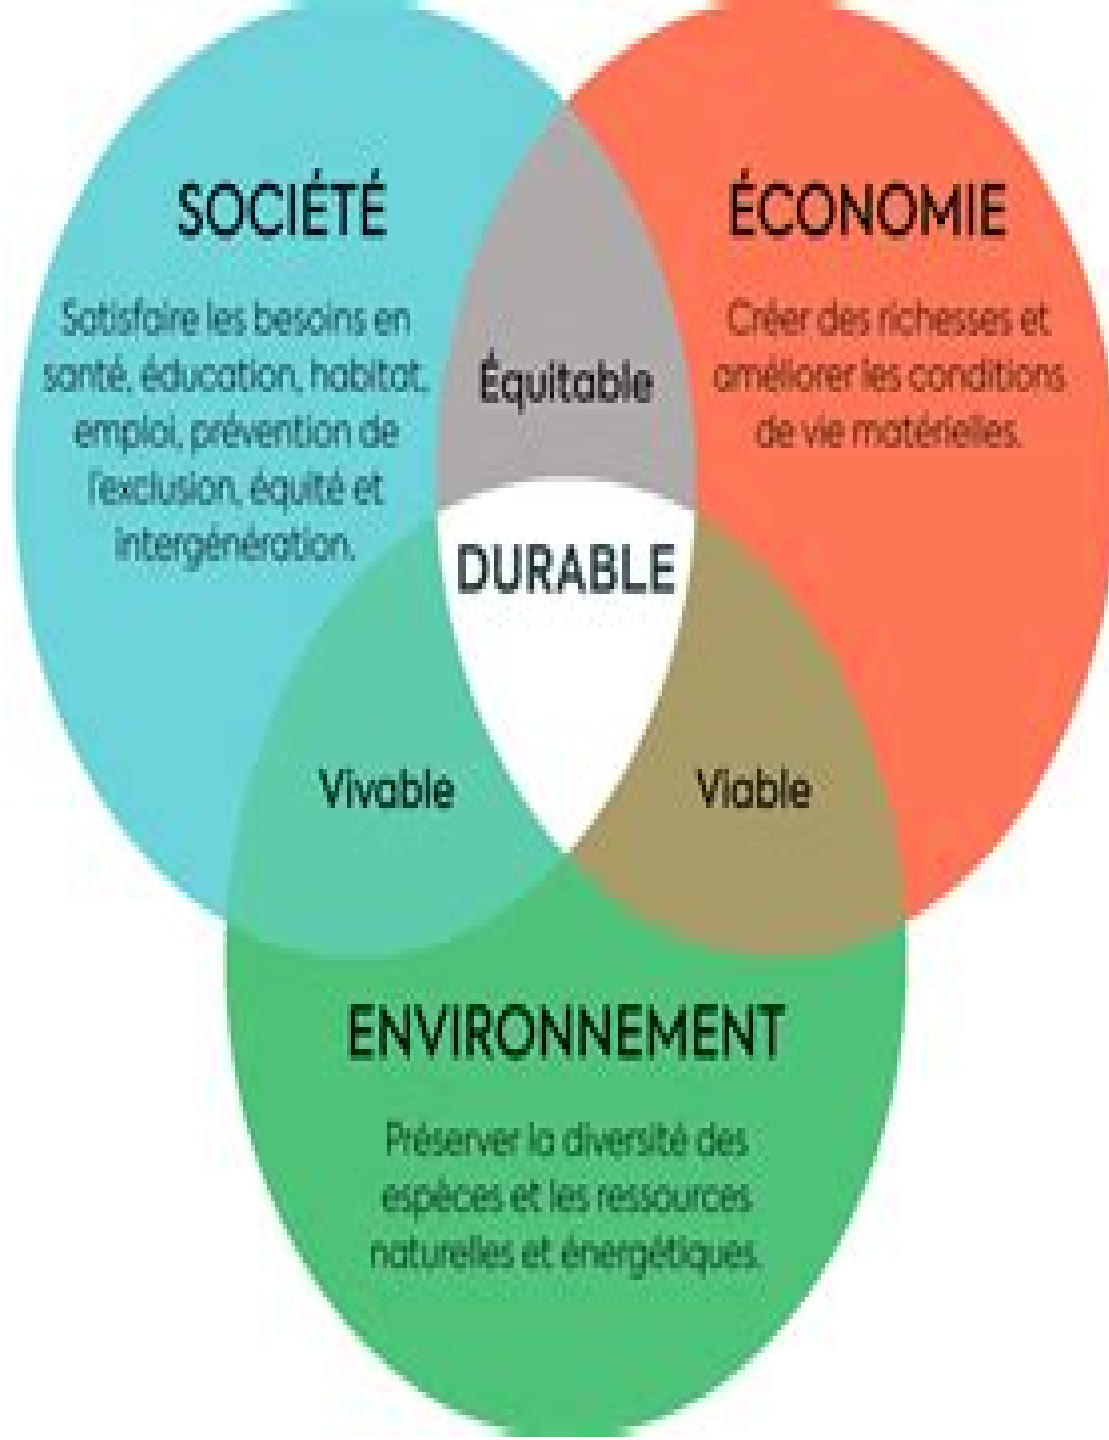 SOCIÉTÉ
Satisfaire les besoins en
santé, éducation, habitat,
emploi, prévention de
l'exclusion, équité et
intergénération.
ÉCONOMIE
Créer des richesses et
améliorer les conditions
de vie matérielles.
Équitable
DURABLE
Vivable
Viable
ENVIRONNEMENT
Préserver la diversité des
espèces et les ressources
naturelles et énergétiques.